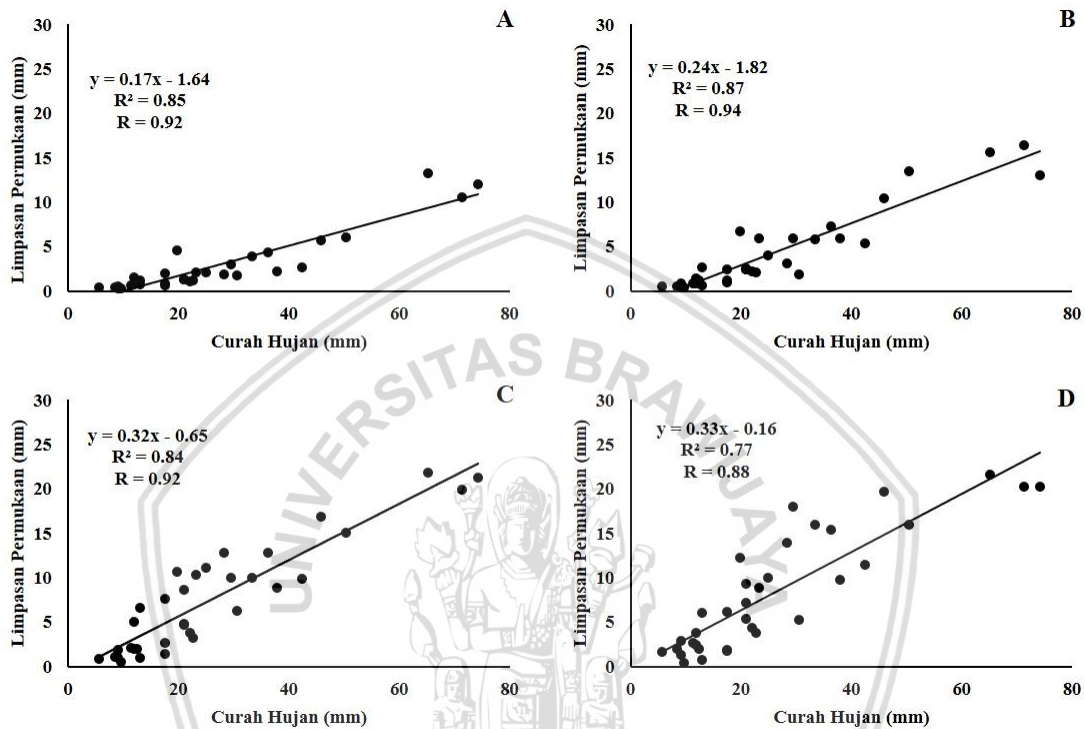 A
Limpasan Permukaan (mm)
30
25
20
15
10
5
0
y = 0.17x - 1.64
R² = 0.85
R = 0.92
0 20 40 60 80
Curah Hujan (mm)
B
Limpasan Permukaan (mm)
30
25
20
15
10
5
0
y = 0.24x - 1.82
R² = 0.87
R = 0.94
0 20 40 60 80
Curah Hujan (mm)
C
Limpasan Permukaan (mm)
30
25
20
15
10
5
0
y = 0.32x - 0.65
R² = 0.84
R = 0.92
0 20 40 60 80
Curah Hujan (mm)
D
Limpasan Permukaan (mm)
30
25
20
15
10
5
0
y = 0.33x - 0.16
R² = 0.77
R = 0.88
0 20 40 60 80
Curah Hujan (mm)
UNIVERSITAS BRAWIJAYA